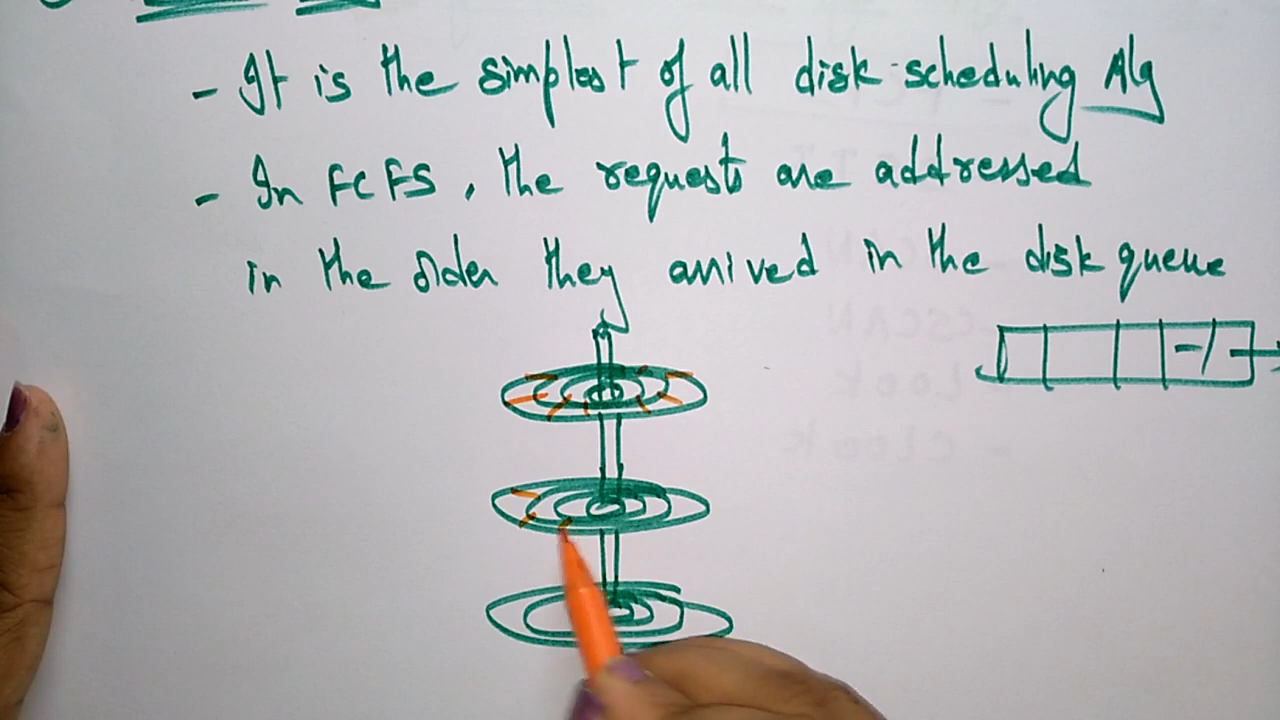 - It is the simplest of all disk-scheduling Alg
- In FCFS, the requests are addressed
in the order they arrived in the disk queue